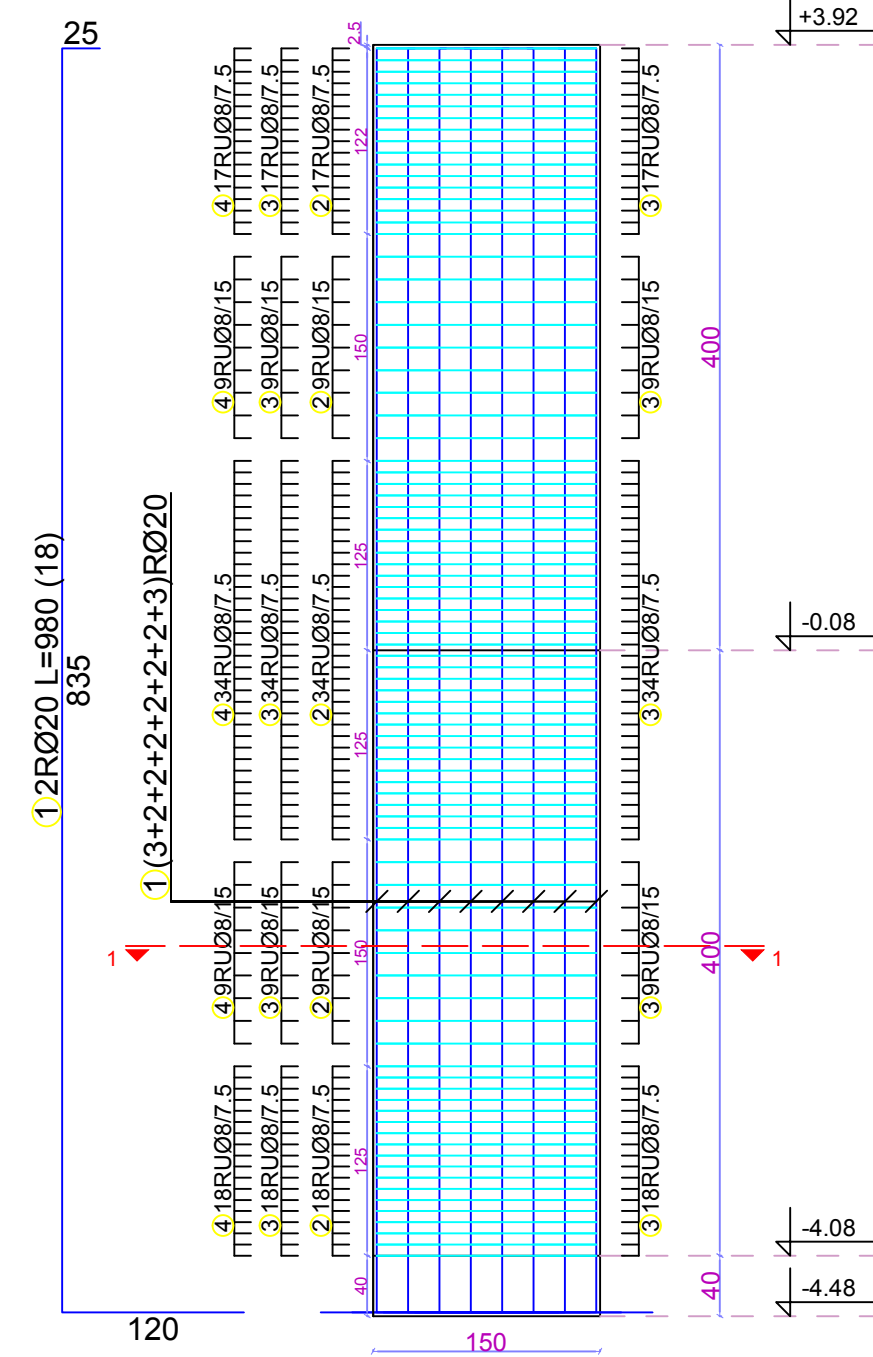 25
2.5
+3.92
④17RUØ8/7.5
③17RUØ8/7.5
②17RUØ8/7.5
122
③17RUØ8/7.5
④9RUØ8/15
③9RUØ8/15
②9RUØ8/15
150
③9RUØ8/15
400
①2RØ20 L=980 (18)
835
①(3+2+2+2+2+2+2+3)RØ20
④34RUØ8/7.5
③34RUØ8/7.5
②34RUØ8/7.5
125
125
③34RUØ8/7.5
-0.08
④9RUØ8/15
③9RUØ8/15
②9RUØ8/15
150
③9RUØ8/15
400
1
1
④18RUØ8/7.5
③18RUØ8/7.5
②18RUØ8/7.5
125
③18RUØ8/7.5
-4.08
40
40
-4.48
120
150